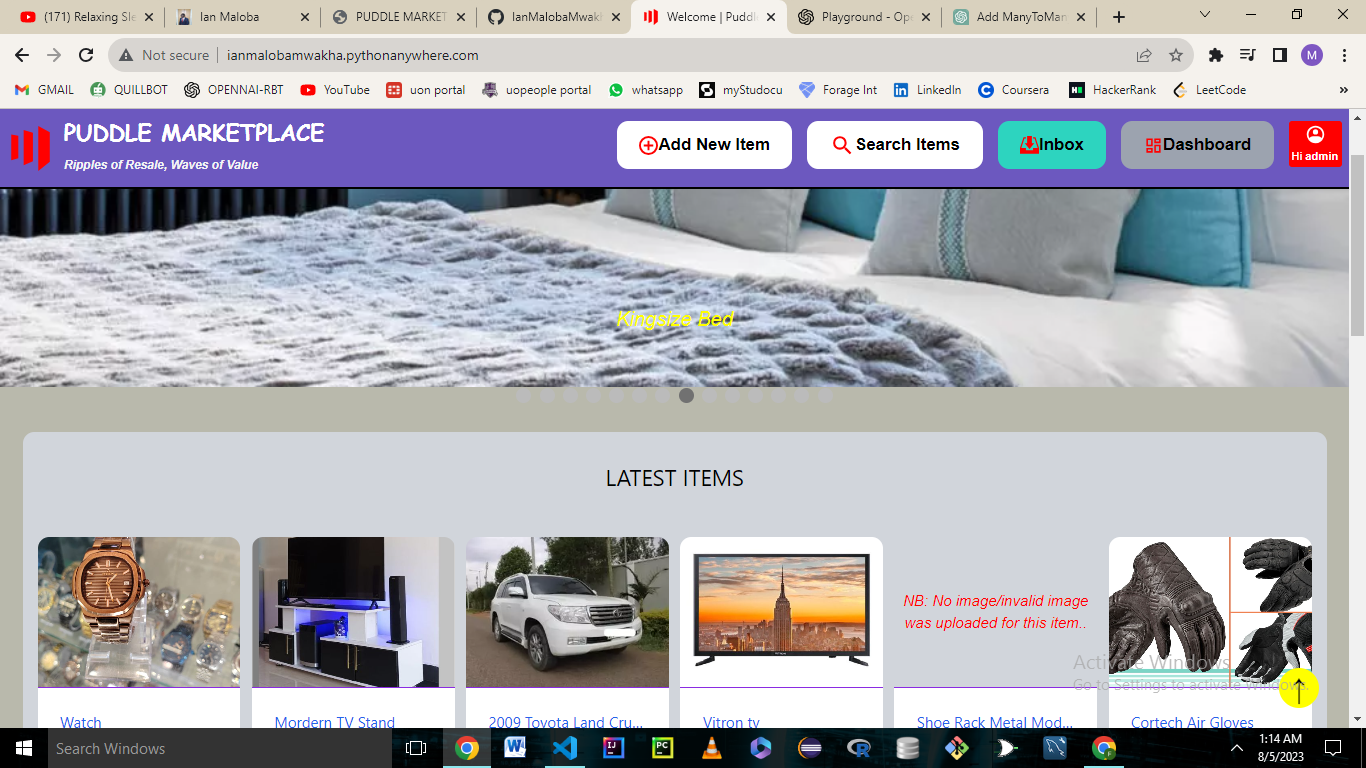 (171) Relaxing Sle
Ian Maloba
PUDDLE MARKET
IanMalobaMwakh
Welcome | Puddl
Playground - Ope
Add ManyToMan
Not secure
ianmalobamwakha.pythonanywhere.com
M
GMAIL
QUILLBOT
OPENNAI-RBT
YouTube
uon portal
uopeople portal
whatsapp
myStudocu
Forage Int
LinkedIn
Coursera
HackerRank
LeetCode
»
PUDDLE MARKETPLACE
Ripples of Resale, Waves of Value
Add New Item
Search Items
Inbox
Dashboard
Hi admin
Kingsize Bed
LATEST ITEMS
NB: No image/invalid image
was uploaded for this item..
Activate Windows
Go to Settings to activate Windows.
Watch
Mordern TV Stand
2009 Toyota Land Cru...
Vitron tv
Shoe Rack Metal Mod...
Cortech Air Gloves
Search Windows
1:14 AM
8/5/2023